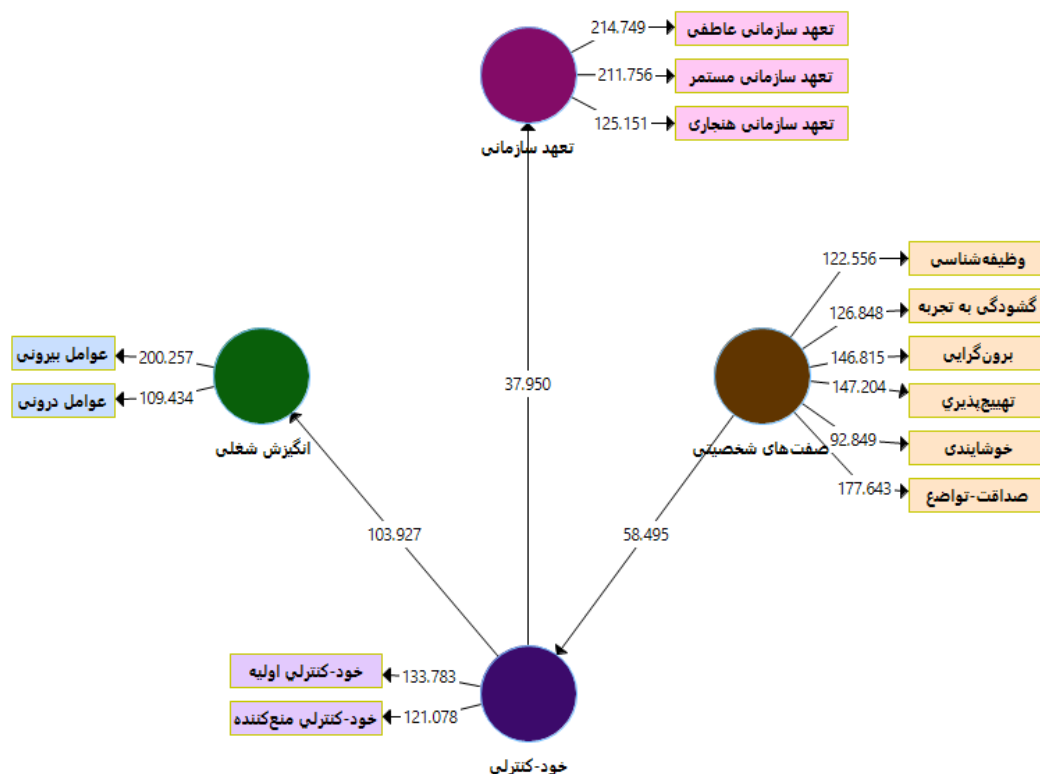 تعهد سازمانی عاطفی
214.749
تعهد سازمانی مستمر
211.756
تعهد سازمانی هنجاری
125.151
تعهد سازمانی
وظیفه‌شناسی
122.556
گشودگی به تجربه
126.848
برون‌گرایی
146.815
تهییج‌پذیري
147.204
خوشایندی
92.849
صداقت-تواضع
177.643
صفت‌های شخصیتی
عوامل بیرونی
200.257
عوامل درونی
109.434
انگیزش شغلی
37.950
103.927
58.495
خود-کنترلي اولیه
133.783
خود-کنترلي منع‌کننده
121.078
خود-کنترلی